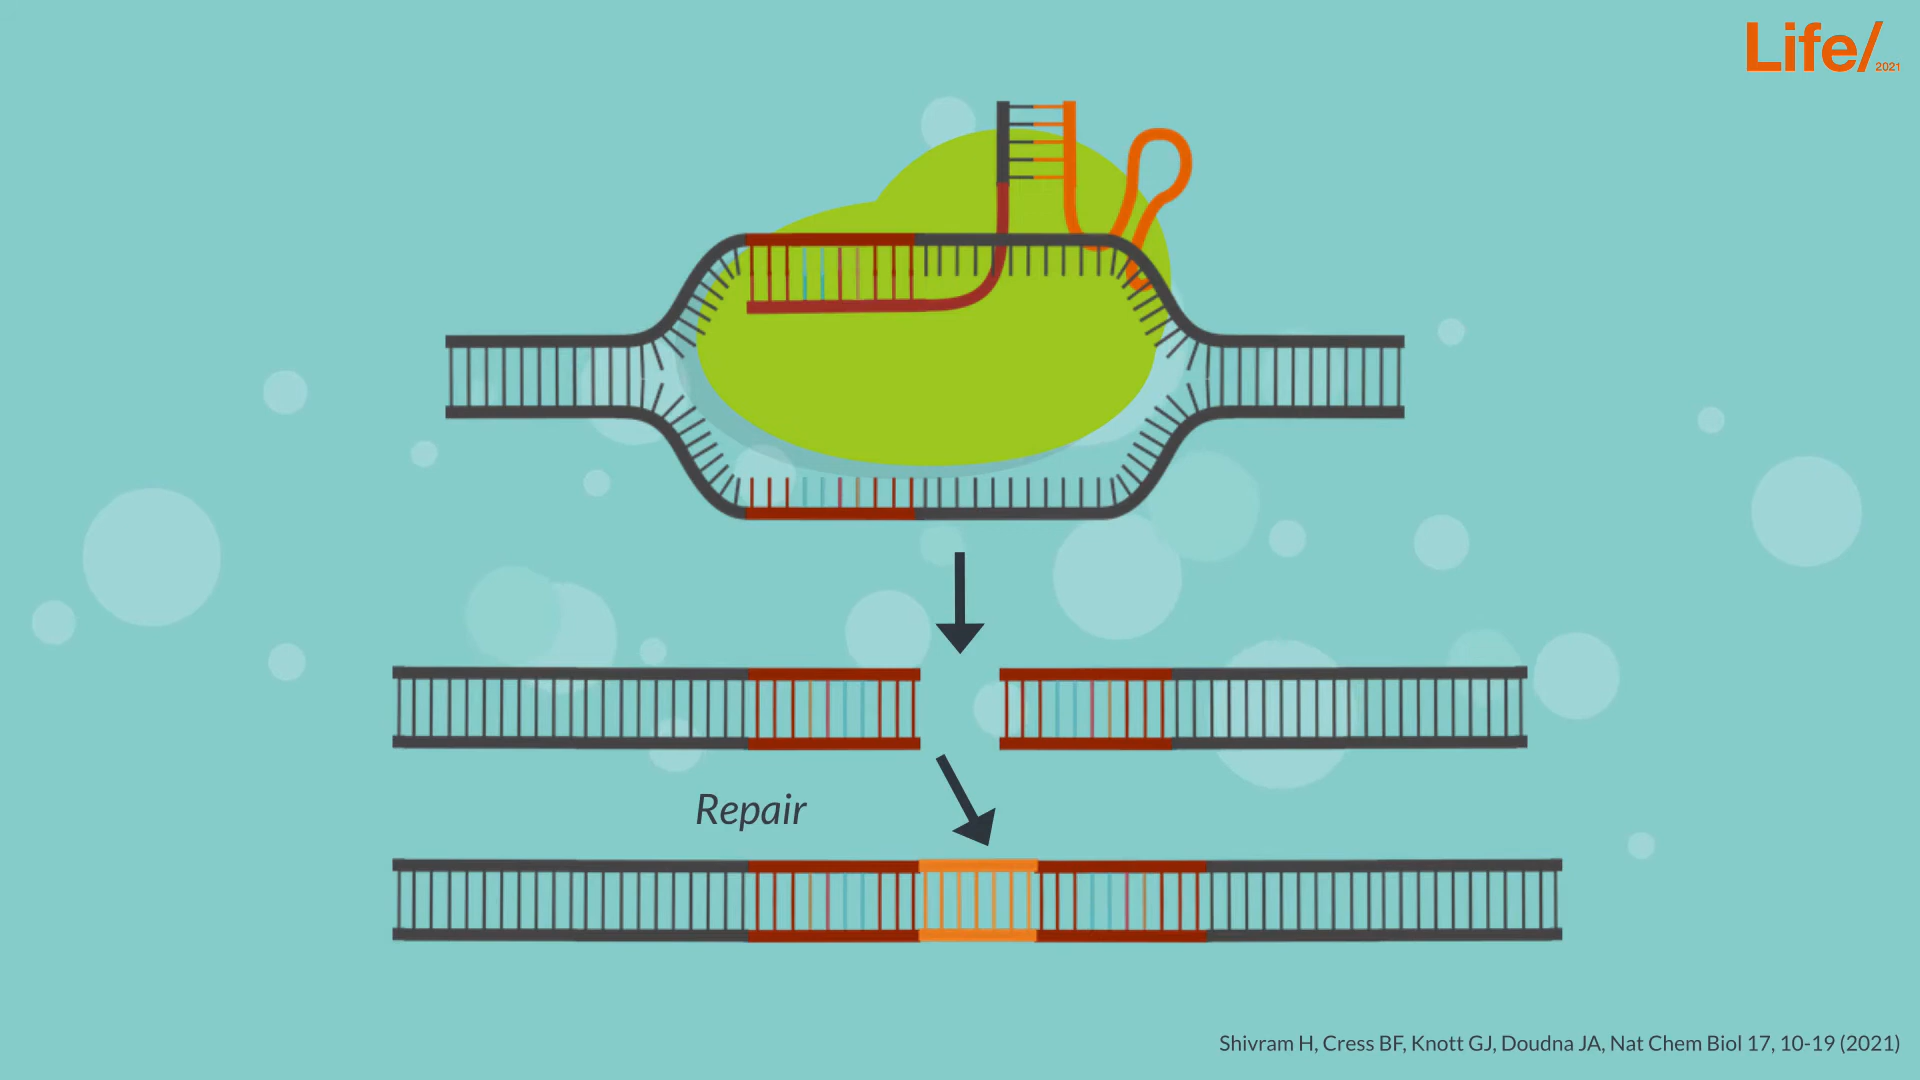 Life/ 2021
Repair
Shivram H, Cress BF, Knott GJ, Doudna JA, Nat Chem Biol 17, 10-19 (2021)